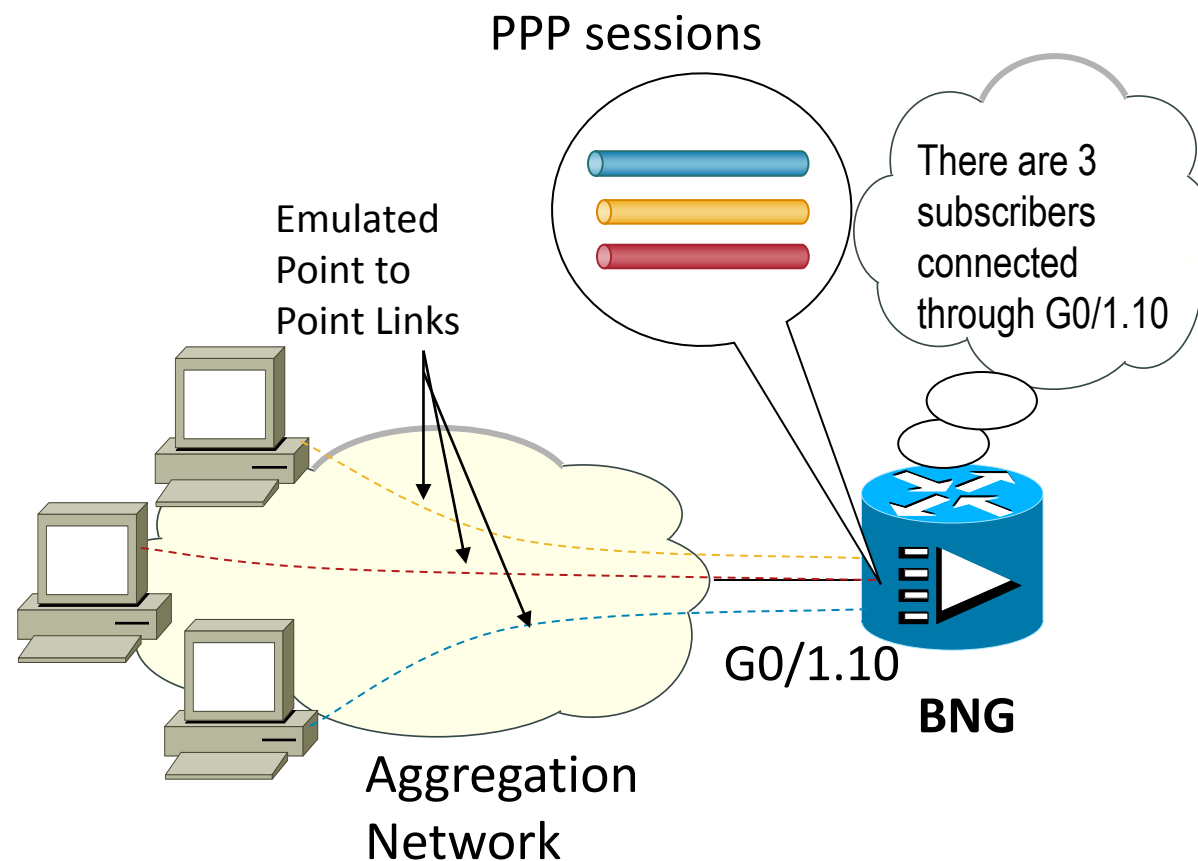 PPP sessions
There are 3
subscribers
connected
through G0/1.10
Emulated
Point to
Point Links
G0/1.10
BNG
Aggregation
Network